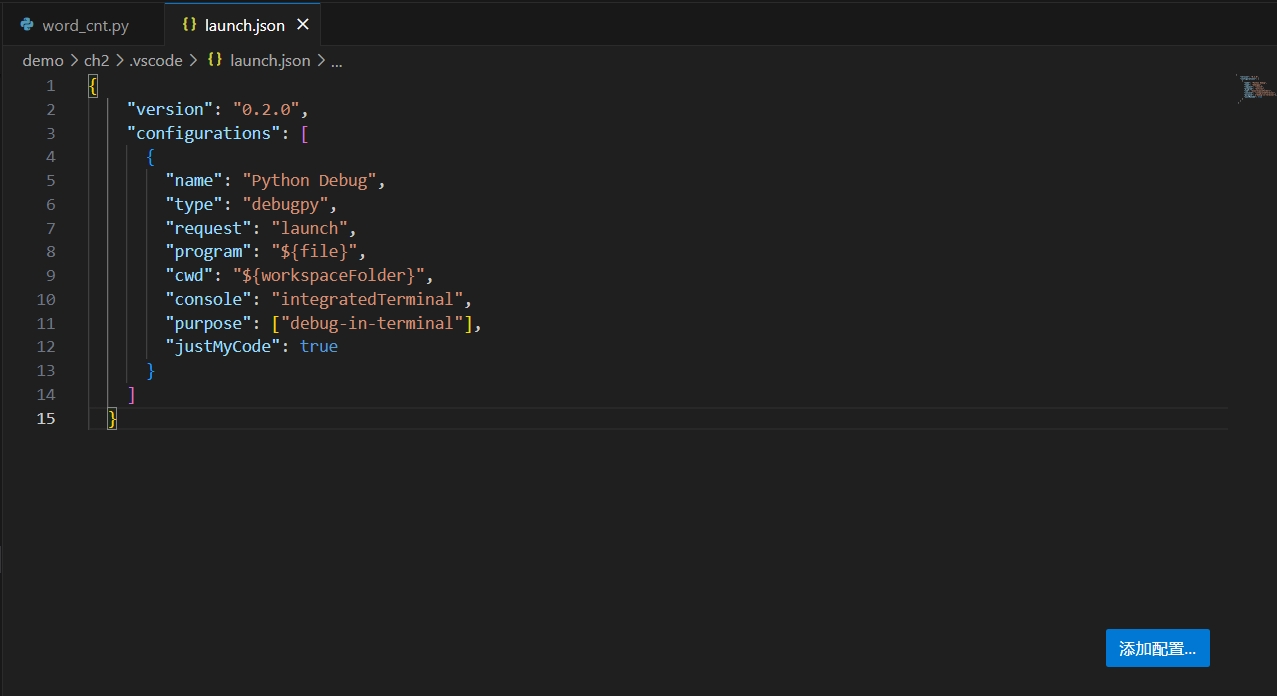 word_cnt.py {} launch.json ×
demo > ch2 > .vscode > {} launch.json > ...
1 {
2 "version": "0.2.0",
3 "configurations": [
4 {
5 "name": "Python Debug",
6 "type": "debugpy",
7 "request": "launch",
8 "program": "${file}",
9 "cwd": "${workspaceFolder}",
10 "console": "integratedTerminal",
11 "purpose": ["debug-in-terminal"],
12 "justMyCode": true
13 }
14 ]
15 }
添加配置...